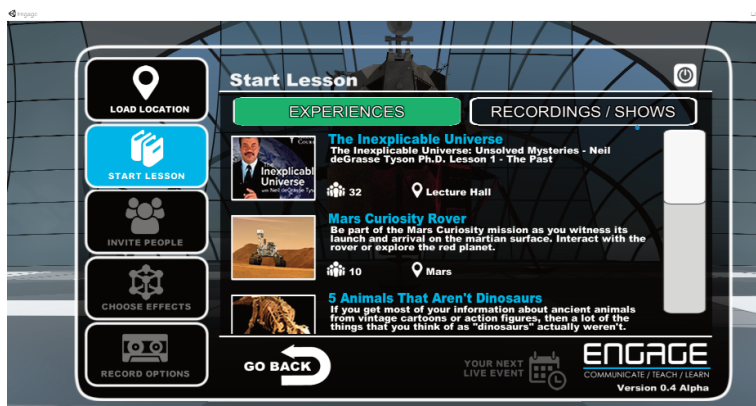 Engage
LOAD LOCATION
START LESSON
INVITE PEOPLE
CHOOSE EFFECTS
RECORD OPTIONS
Start Lesson
EXPERIENCES
RECORDINGS / SHOWS
The Inexplicable
Universe
with Neil deGrasse Tys
The Inexplicable Universe
The Inexplicable Universe: Unsolved Mysteries - Neil
deGrasse Tyson Ph.D. Lesson 1 - The Past
32
Lecture Hall
Mars Curiosity Rover
Be part of the Mars Curiosity mission as you witness its
launch and arrival on the martian surface. Interact with the
rover or explore the red planet.
10
Mars
5 Animals That Aren't Dinosaurs
If you get most of your information about ancient animals
from vintage cartoons or action figures, then a lot of the
things that you think of as "dinosaurs" actually weren't.
GO BACK
YOUR NEXT
LIVE EVENT
ENGAGE
COMMUNICATE / TEACH / LEARN
Version 0.4 Alpha